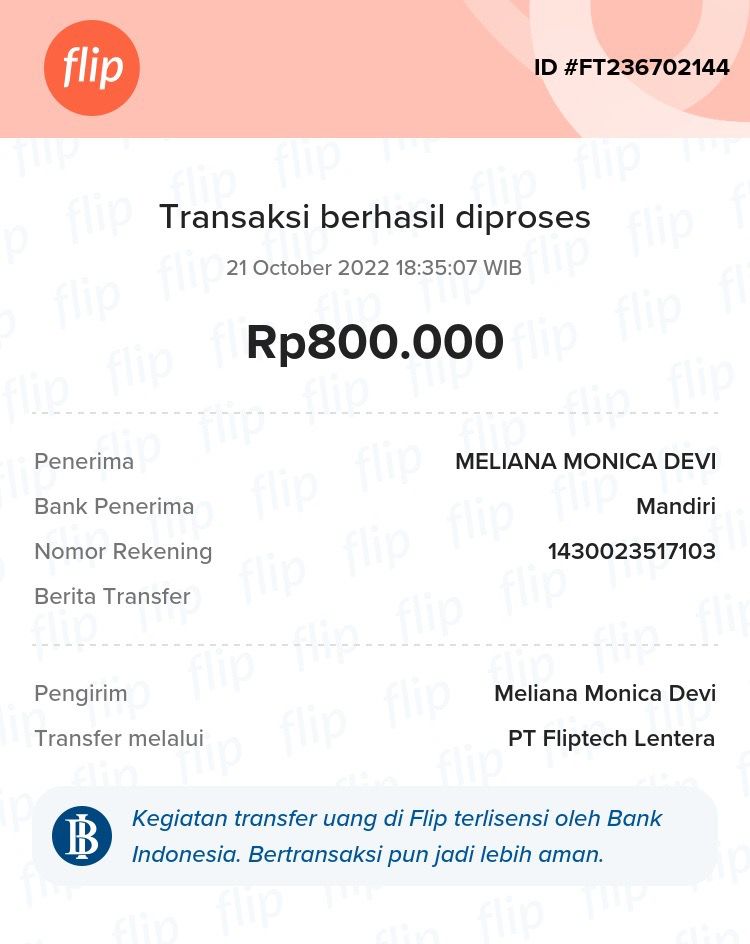 flip
ID #FT236702144
Transaksi berhasil diproses
21 October 2022 18:35:07 WIB
Rp800.000
Penerima MELIANA MONICA DEVI
Bank Penerima Mandiri
Nomor Rekening 1430023517103
Berita Transfer
Pengirim Meliana Monica Devi
Transfer melalui PT Fliptech Lentera
Kegiatan transfer uang di Flip terlisensi oleh Bank
Indonesia. Bertransaksi pun jadi lebih aman.